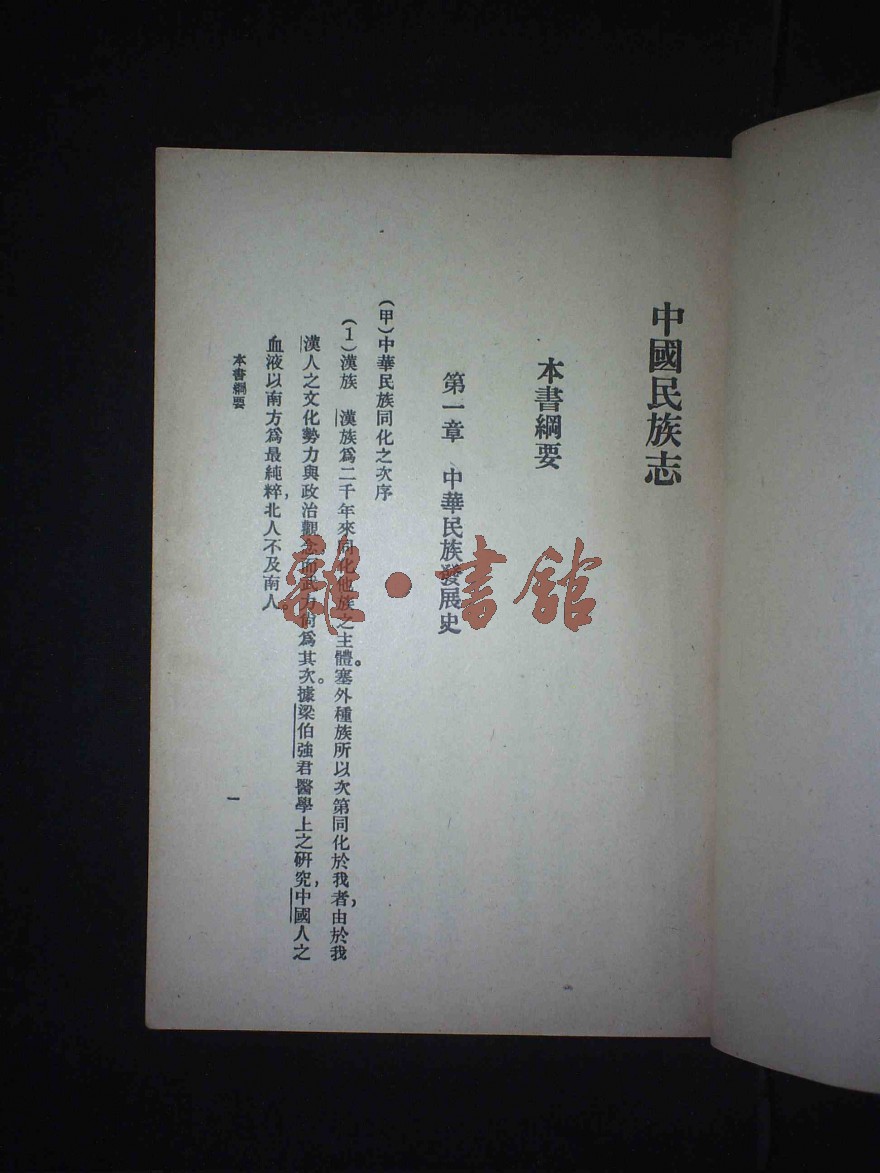 中國民族志
本書綱要
第一章 中華民族發展史
(甲)中華民族同化之次序
(1)漢族 漢族爲二千年來同化他族之主體。塞外種族所以次第同化於我者,由於我
漢人之文化勢力與政治觀念而武力尙爲其次。據梁伯強君醫學上之硏究,中國人之
血液以南方爲最純粹,北人不及南人。
本書綱要
一
雜·書館